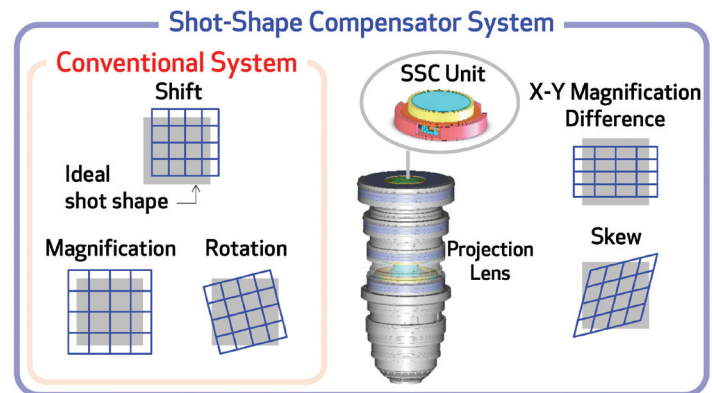 Shot-Shape Compensator System
Conventional System
Shift
Ideal
shot shape
Magnification
Rotation
SSC Unit
Projection
Lens
X-Y Magnification
Difference
Skew